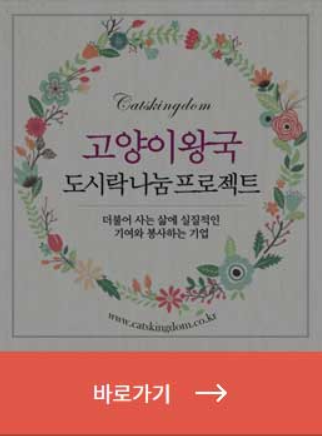 Catskingdom
고양이왕국
도시락나눔프로젝트
더불어 사는 삶에 실질적인
기여와 봉사하는 기업
www.catskingdom.co.kr
바로가기 →